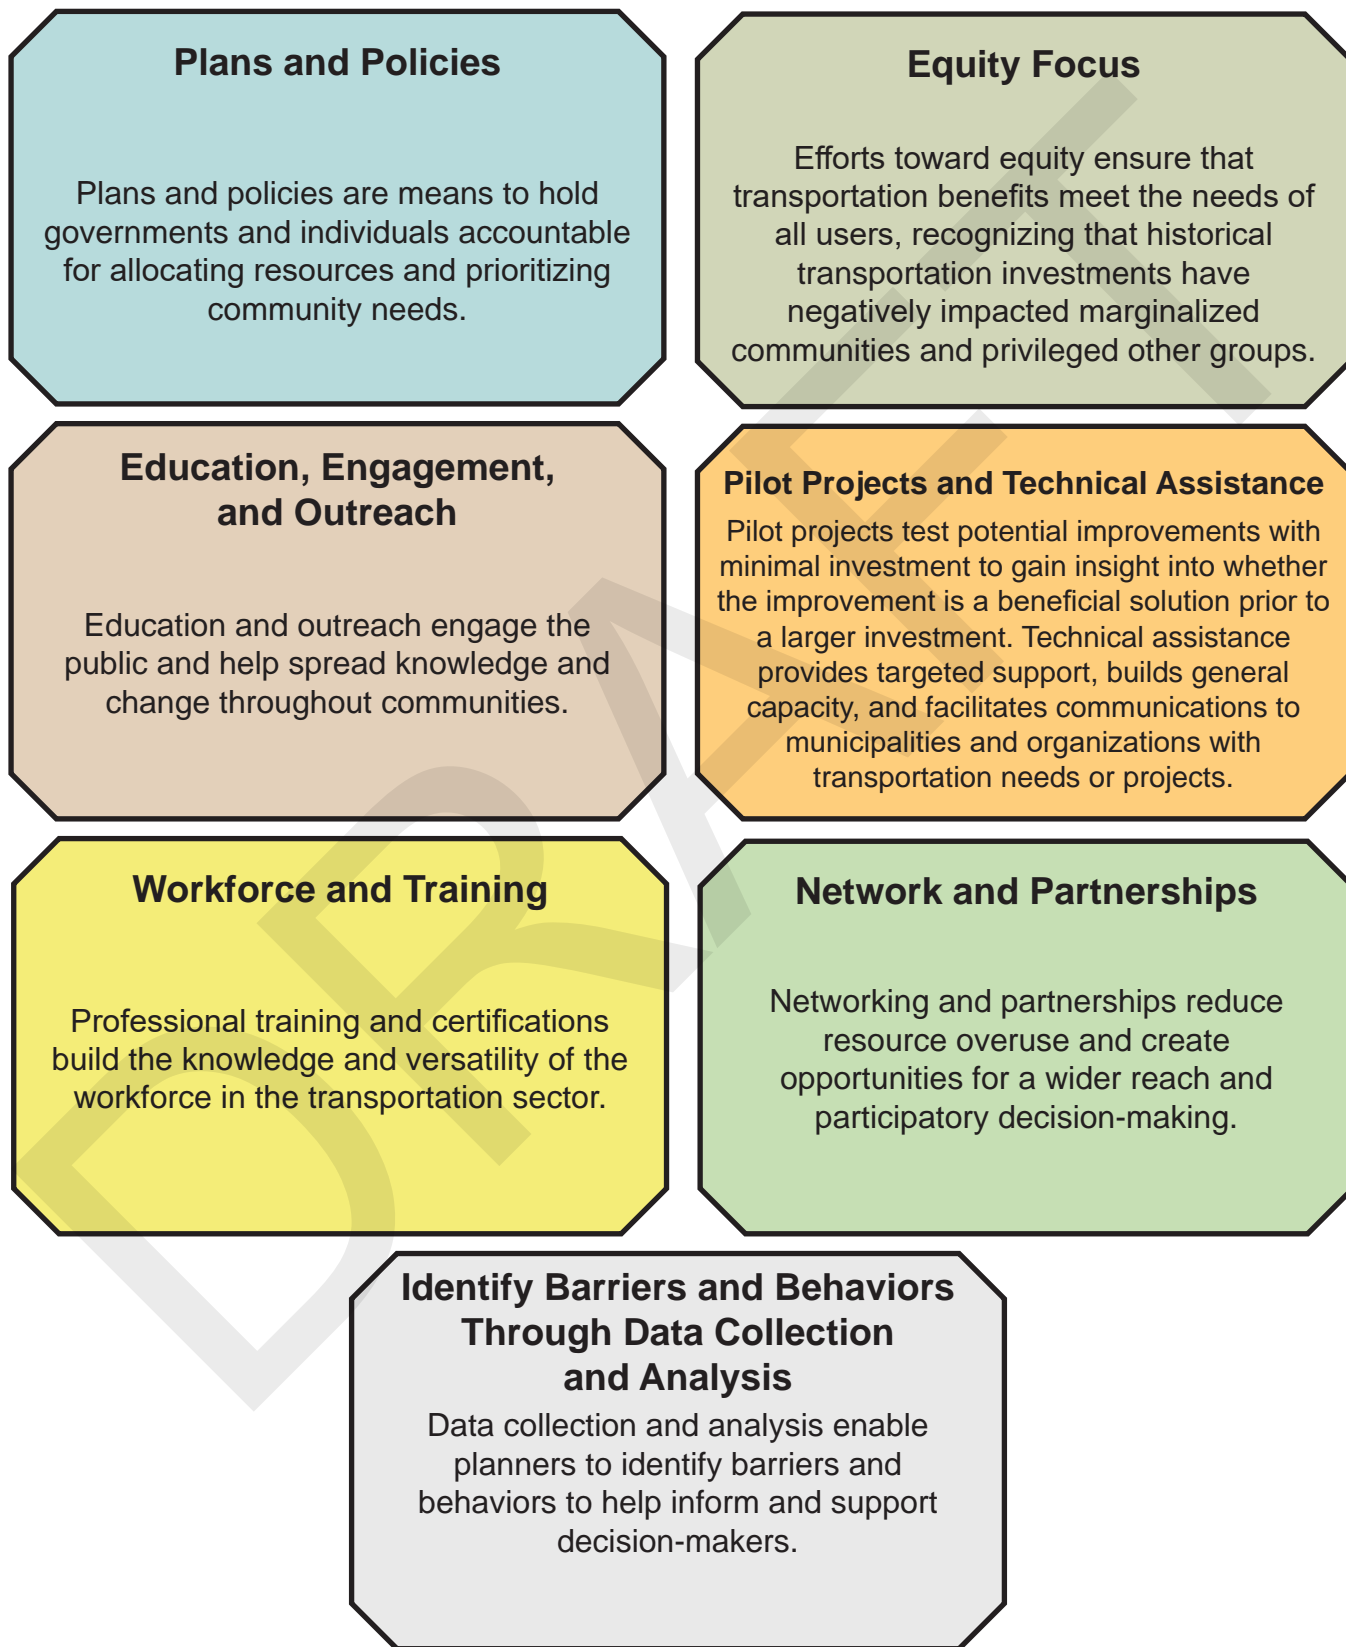 Plans and Policies
Plans and policies are means to hold
governments and individuals accountable
for allocating resources and prioritizing
community needs.
Equity Focus
Efforts toward equity ensure that
transportation benefits meet the needs of
all users, recognizing that historical
transportation investments have
negatively impacted marginalized
communities and privileged other groups.
Education, Engagement,
and Outreach
Education and outreach engage the
public and help spread knowledge and
change throughout communities.
Pilot Projects and Technical Assistance
Pilot projects test potential improvements with
minimal investment to gain insight into whether
the improvement is a beneficial solution prior to
a larger investment. Technical assistance
provides targeted support, builds general
capacity, and facilitates communications to
municipalities and organizations with
transportation needs or projects.
Workforce and Training
Professional training and certifications
build the knowledge and versatility of the
workforce in the transportation sector.
Network and Partnerships
Networking and partnerships reduce
resource overuse and create
opportunities for a wider reach and
participatory decision-making.
Identify Barriers and Behaviors
Through Data Collection
and Analysis
Data collection and analysis enable
planners to identify barriers and
behaviors to help inform and support
decision-makers.
DRAFT